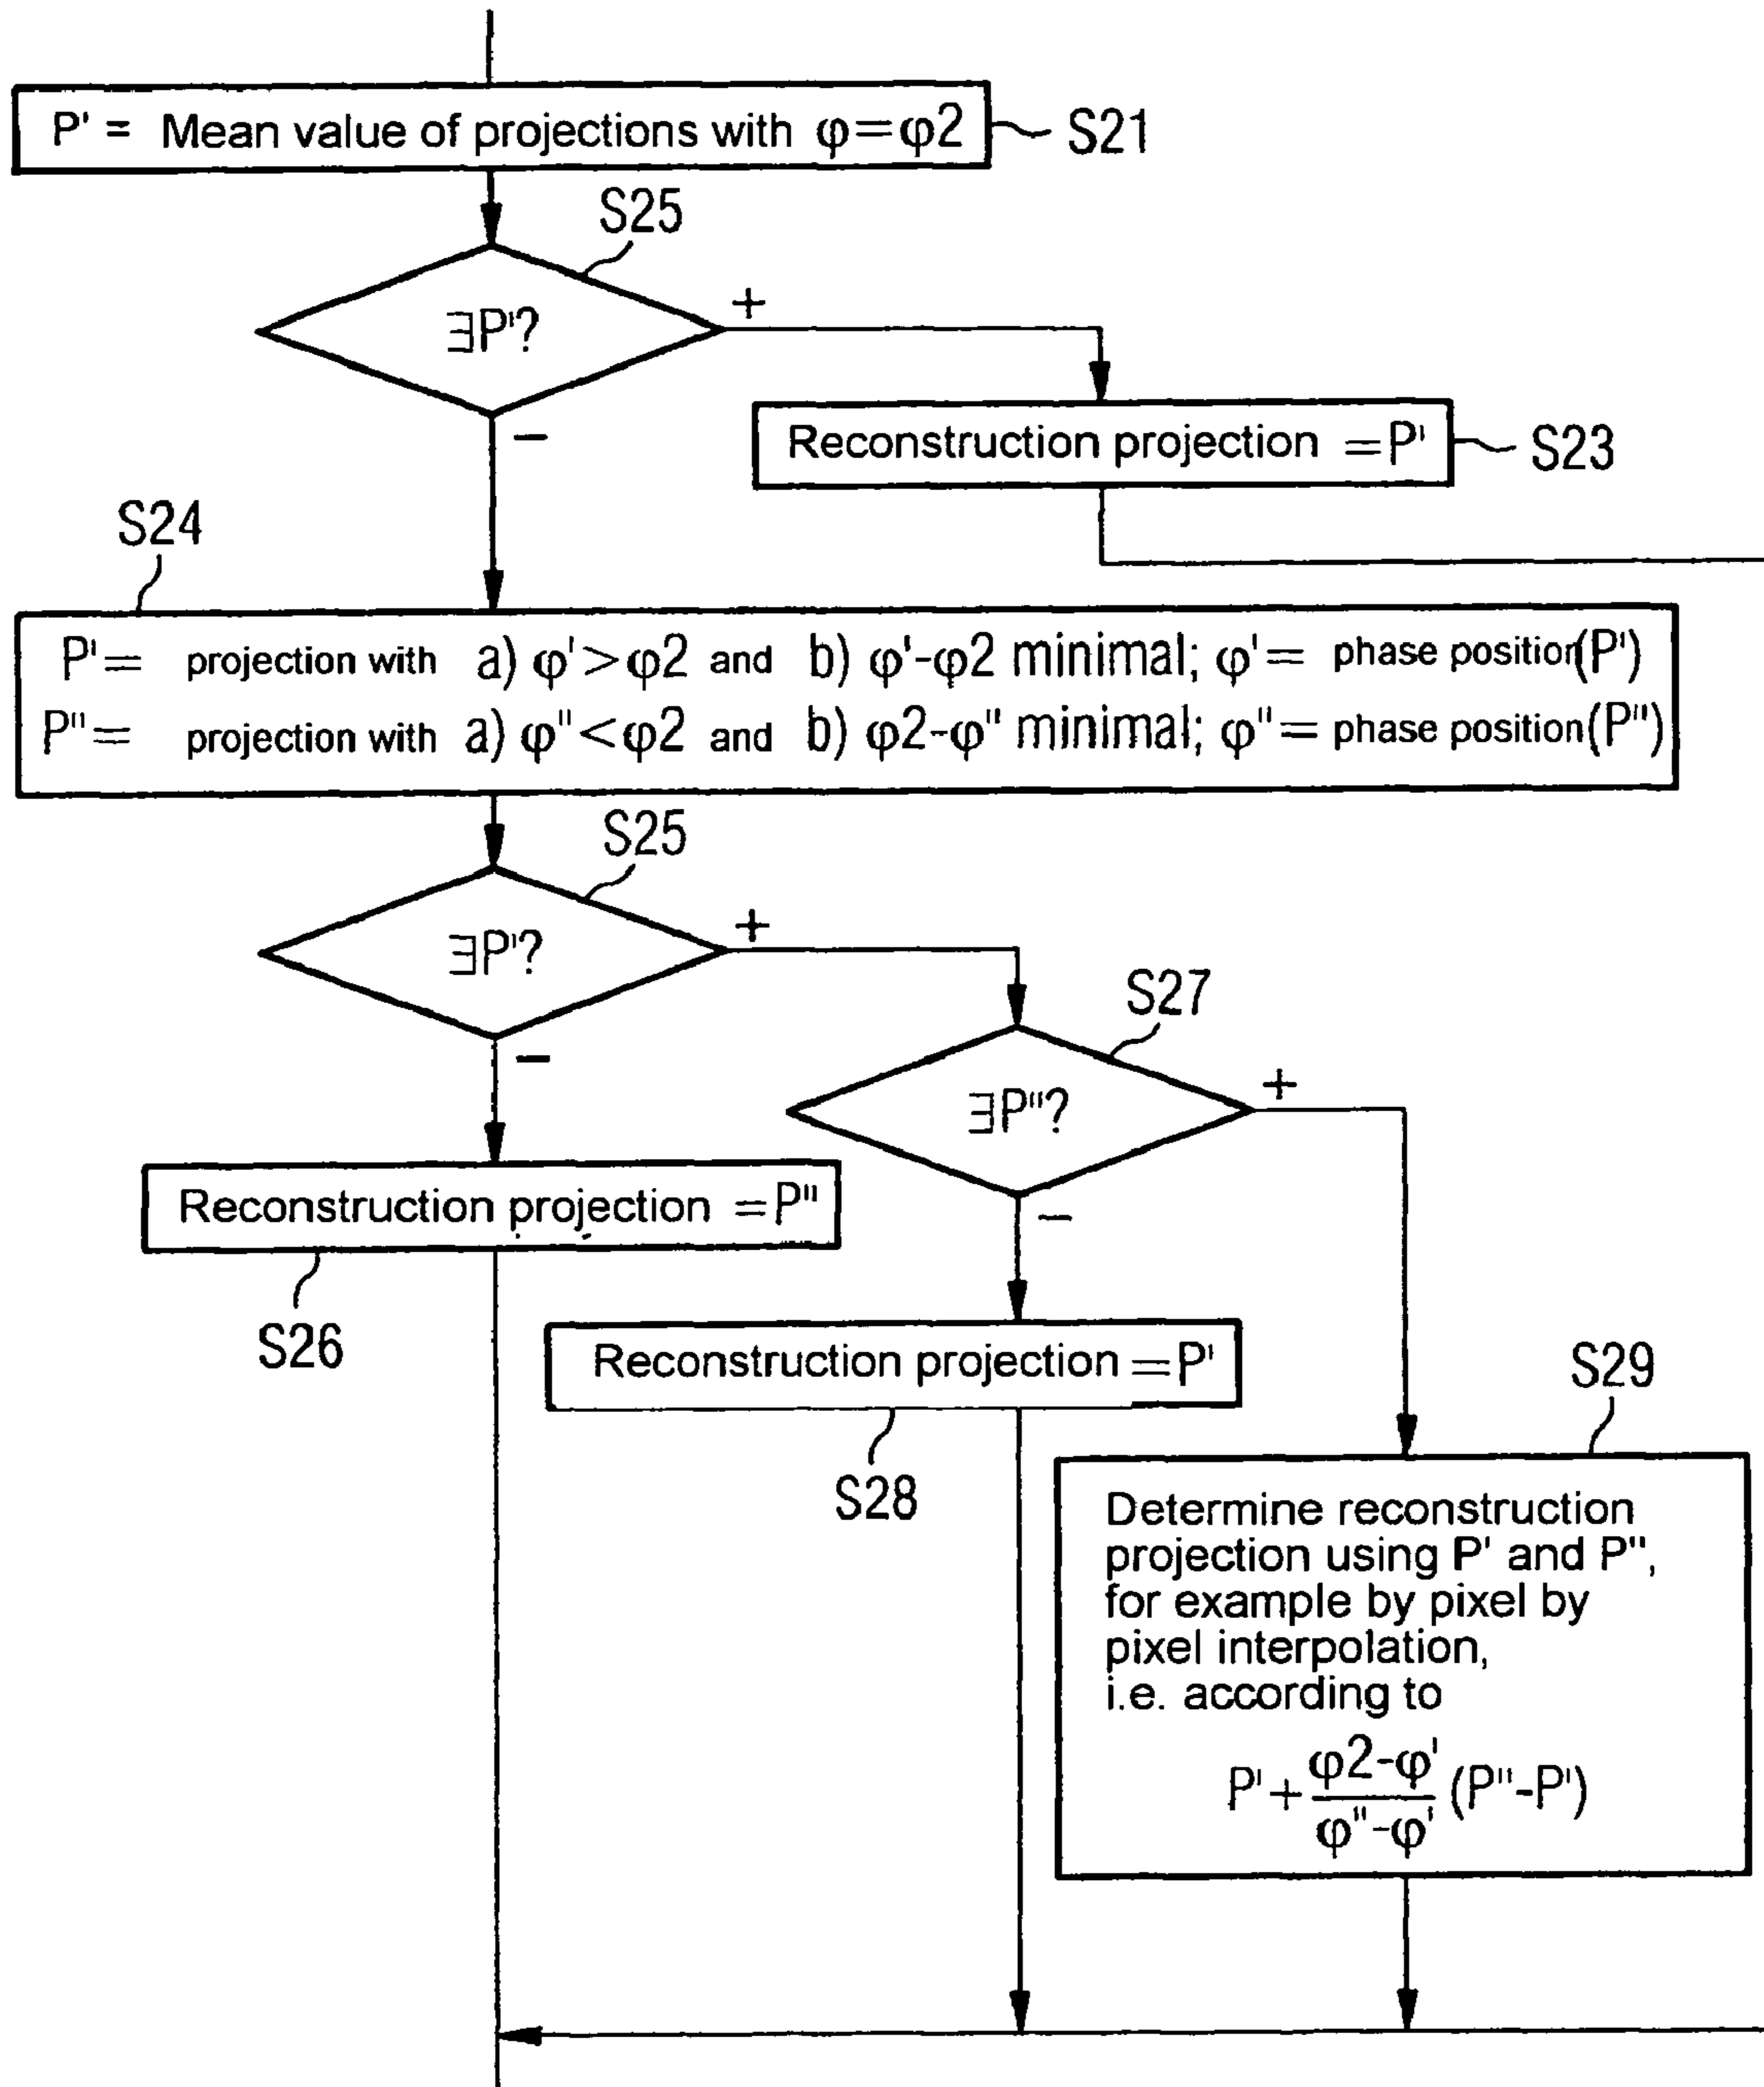 P' = Mean value of projections with φ=φ2
S21
S25
∃P'?
+
−
Reconstruction projection =P'
S23
S24
P'= projection with a) φ'>φ2 and b) φ'-φ2 minimal; φ'= phase position(P')
P''= projection with a) φ''<φ2 and b) φ2-φ'' minimal; φ''= phase position(P'')
S25
∃P'?
+
−
S27
∃P''?
+
−
Reconstruction projection =P''
S26
Reconstruction projection =P'
S28
S29
Determine reconstruction
projection using P' and P'',
for example by pixel by
pixel interpolation,
i.e. according to
P'+ φ2-φ' / φ''-φ' (P''-P')